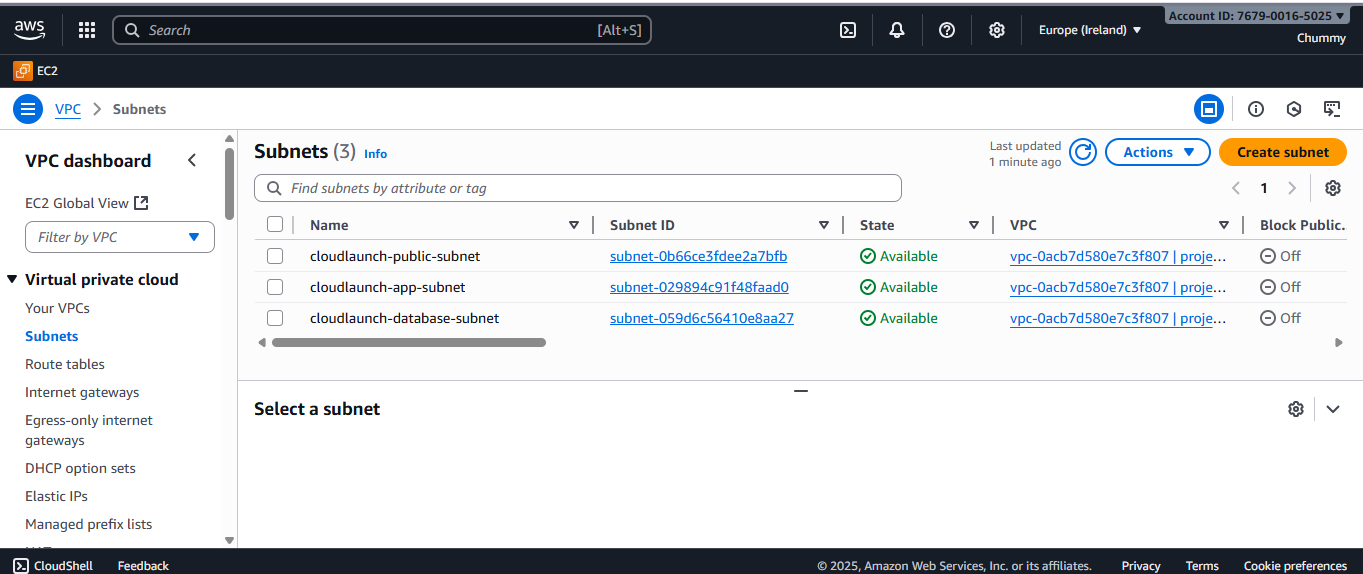 aws
Search [Alt+S]
Europe (Ireland)
Account ID: 7679-0016-5025
Chummy
EC2
VPC Subnets
VPC dashboard
EC2 Global View
Filter by VPC
Virtual private cloud
Your VPCs
Subnets
Route tables
Internet gateways
Egress-only internet
gateways
DHCP option sets
Elastic IPs
Managed prefix lists
Subnets (3) Info
Last updated
1 minute ago
Actions
Create subnet
Find subnets by attribute or tag
1
Name Subnet ID State VPC Block Public...
cloudlaunch-public-subnet subnet-0b66ce3fdee2a7bfb Available vpc-0acb7d580e7c3f807 | proje... Off
cloudlaunch-app-subnet subnet-029894c91f48faad0 Available vpc-0acb7d580e7c3f807 | proje... Off
cloudlaunch-database-subnet subnet-059d6c56410e8aa27 Available vpc-0acb7d580e7c3f807 | proje... Off
Select a subnet
CloudShell Feedback © 2025, Amazon Web Services, Inc. or its affiliates. Privacy Terms Cookie preferences